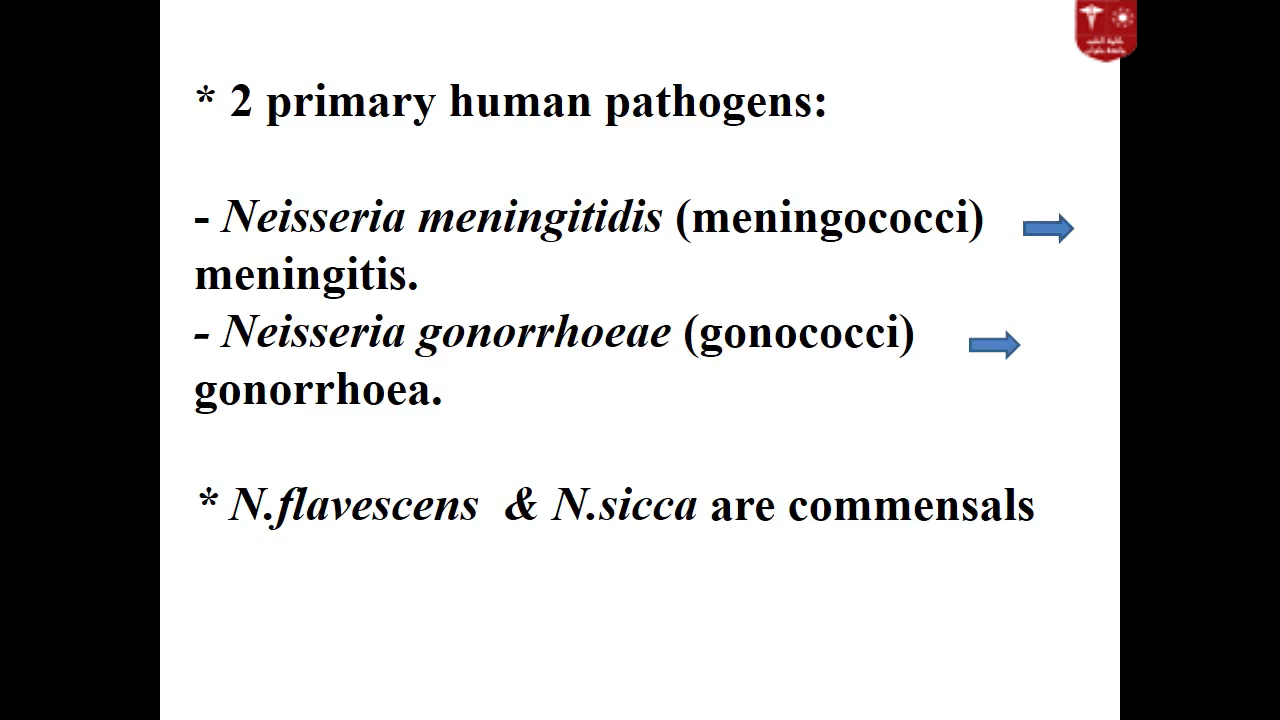 * 2 primary human pathogens:
- Neisseria meningitidis (meningococci)
meningitis.
- Neisseria gonorrhoeae (gonococci)
gonorrhoea.
* N.flavescens & N.sicca are commensals